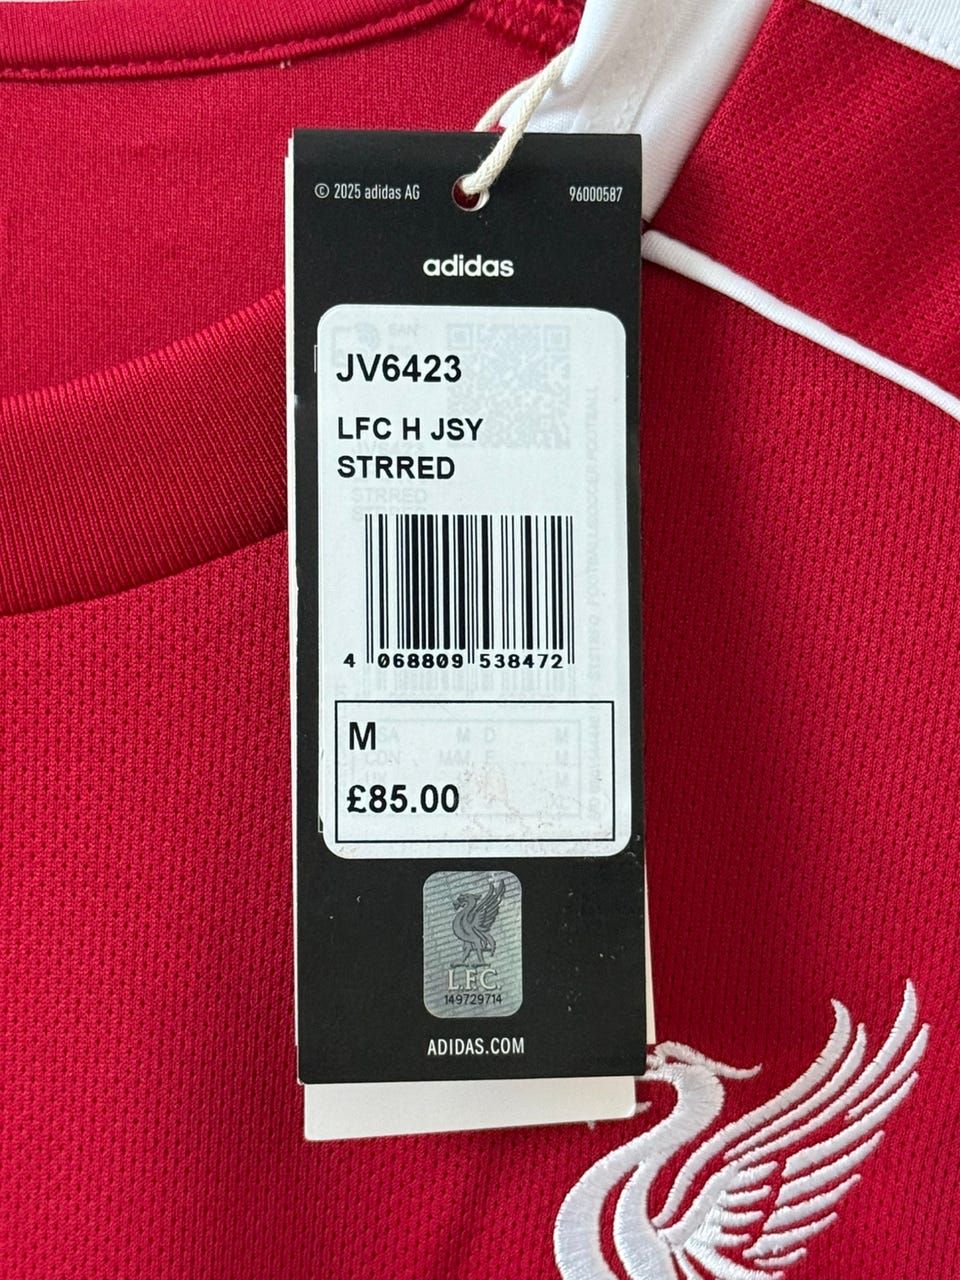 © 2025 adidas AG
96000587
adidas
JV6423
LFC H JSY
STRRED
4 068809 538472
M
£85.00
L.F.C.
149729714
ADIDAS.COM